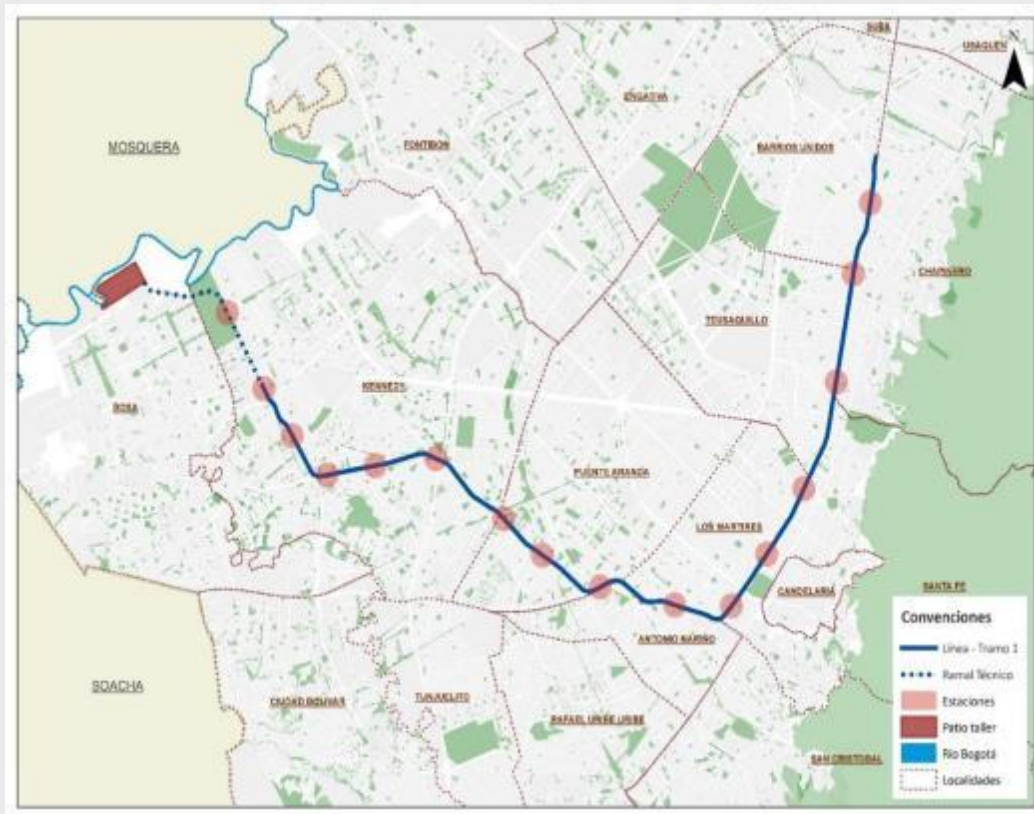 SUBA
USAQUEN
N
ENGATIVA
MOSQUERA
FONTIBON
BARRIOS UNIDOS
CHAPINERO
TEUSAQUILLO
KENNEDY
BOSA
PUENTE ARANDA
LOS MARTIRES
CANDELARIA
SANTA FE
ANTONIO NARIÑO
SOACHA
CIUDAD BOLIVAR
TUNJUELITO
RAFAEL URIBE URIBE
SAN CRISTOBAL
Convenciones
Línea - Tramo 1
Ramal Técnico
Estaciones
Patio taller
Río Bogotá
Localidades